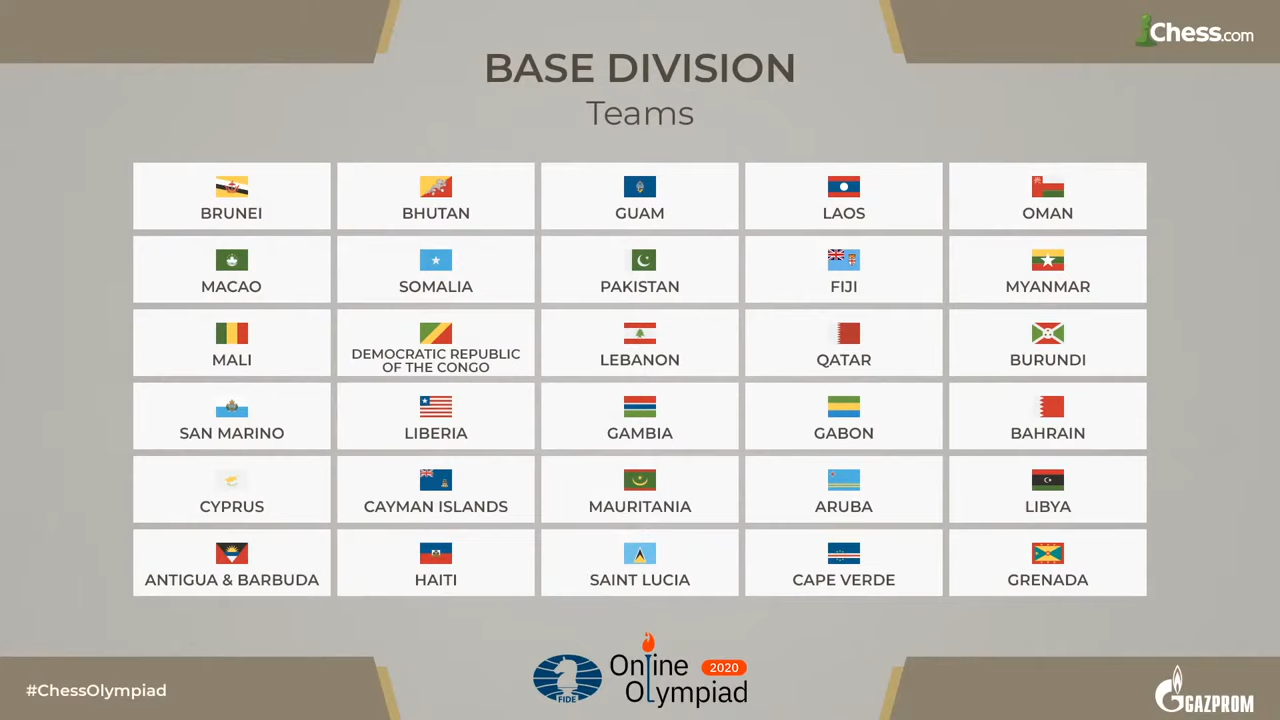 Chess.com
BASE DIVISION
Teams
BRUNEI
BHUTAN
GUAM
LAOS
OMAN
MACAO
SOMALIA
PAKISTAN
FIJI
MYANMAR
MALI
DEMOCRATIC REPUBLIC
OF THE CONGO
LEBANON
QATAR
BURUNDI
SAN MARINO
LIBERIA
GAMBIA
GABON
BAHRAIN
CYPRUS
CAYMAN ISLANDS
MAURITANIA
ARUBA
LIBYA
ANTIGUA & BARBUDA
HAITI
SAINT LUCIA
CAPE VERDE
GRENADA
#ChessOlympiad
FIDE
Online 2020
Olympiad
GAZPROM